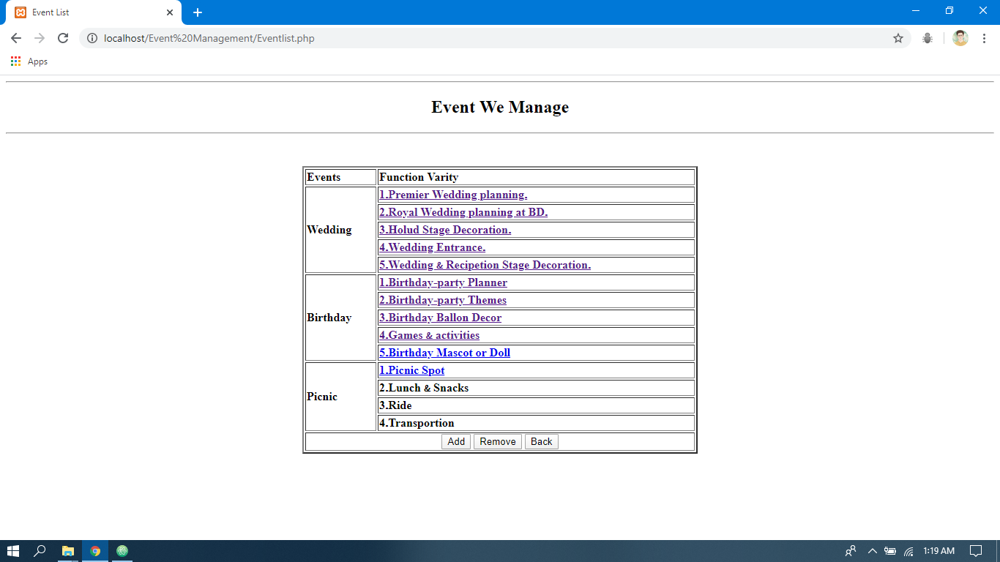 Event List
localhost/Event%20Management/Eventlist.php
Apps
Event We Manage
Events Function Varity
Wedding
1.Premier Wedding planning.
2.Royal Wedding planning at BD.
3.Holud Stage Decoration.
4.Wedding Entrance.
5.Wedding & Recipetion Stage Decoration.
Birthday
1.Birthday-party Planner
2.Birthday-party Themes
3.Birthday Ballon Decor
4.Games & activities
5.Birthday Mascot or Doll
Picnic
1.Picnic Spot
2.Lunch & Snacks
3.Ride
4.Transportion
Add Remove Back
1:19 AM